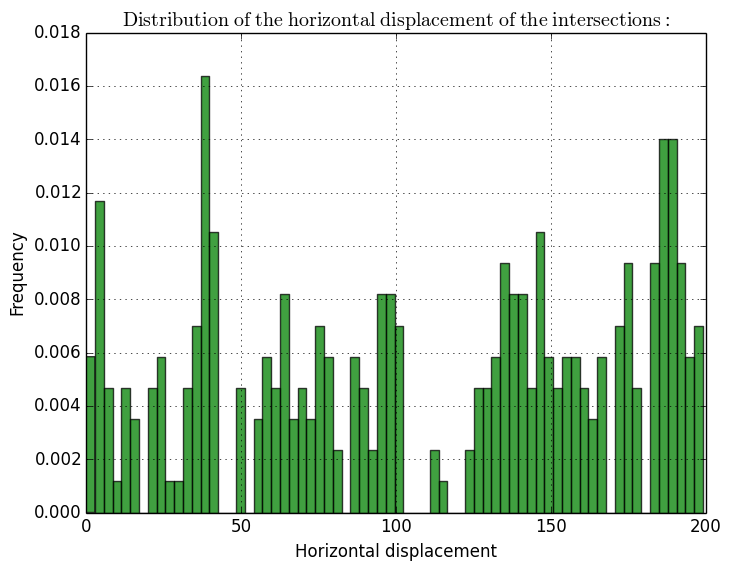 Distribution of the horizontal displacement of the intersections :
0.018
0.016
0.014
0.012
0.010
0.008
0.006
0.004
0.002
0.000
Frequency
0 50 100 150 200
Horizontal displacement